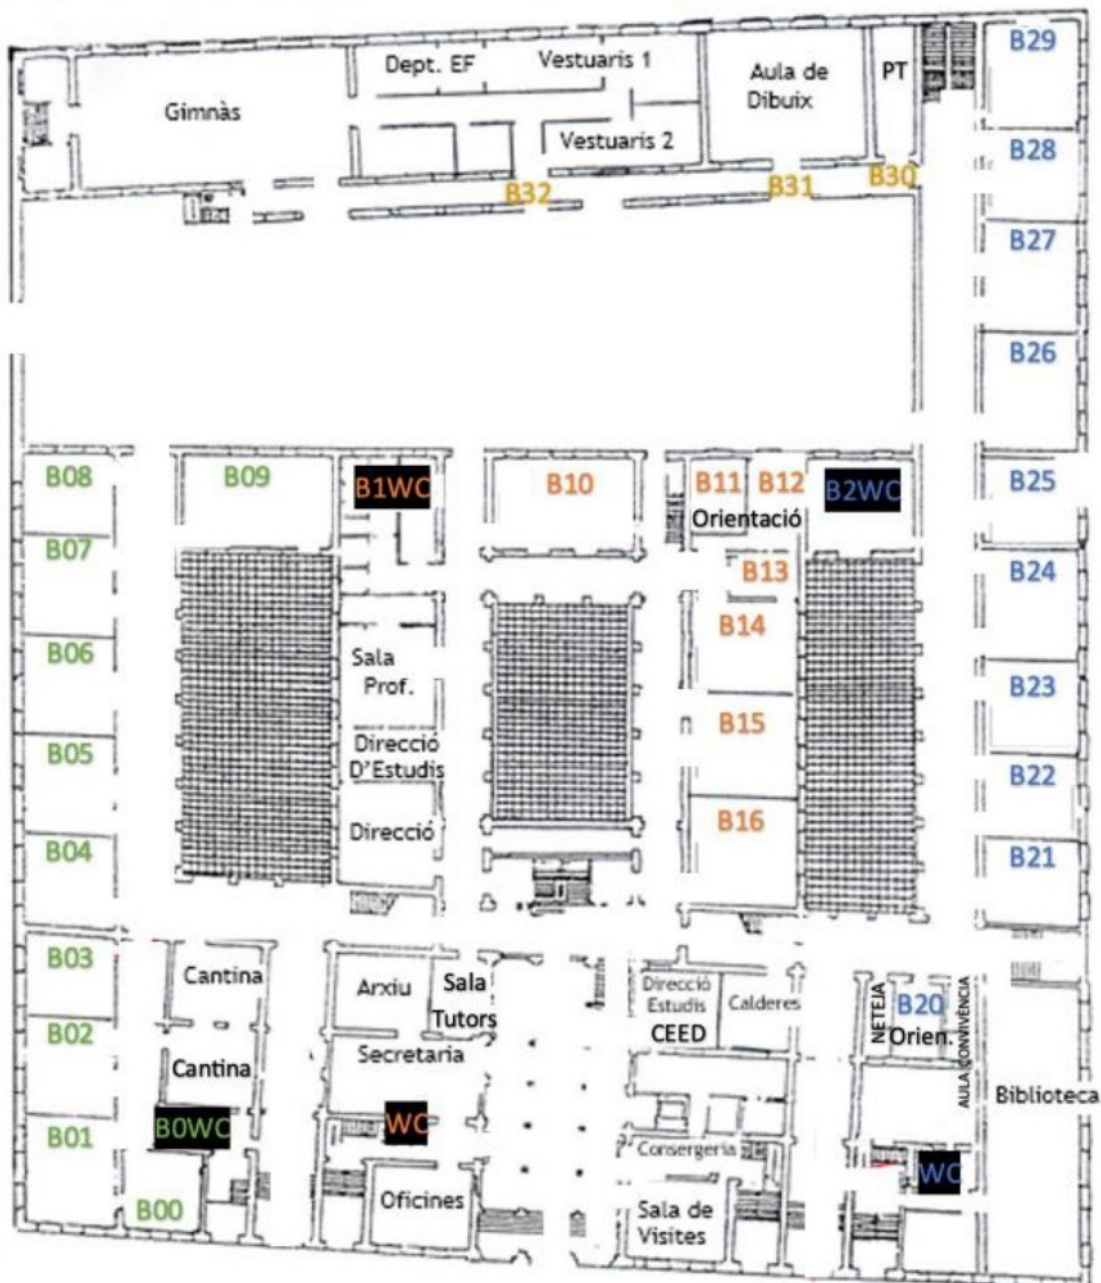 B29
Dept. EF
Vestuaris 1
Aula de
Dibuix
PT
Gimnàs
Vestuaris 2
B28
B32
B31
B30
B27
B26
B08
B09
B1WC
B10
B11
B12
B2WC
B25
Orientació
B07
B13
B24
B14
B06
Sala
Prof.
B23
B15
B05
Direcció
D'Estudis
B22
B04
Direcció
B16
B21
B03
Cantina
Arxiu
Sala
Tutors
Direcció
Estudis
CEED
Calderes
NETEJA
B20
Orien.
AULA CONVIVÈNCIA
B02
Cantina
Secretaria
Biblioteca
B01
B0WC
WC
Consergeria
WC
B00
Oficines
Sala de
Visites